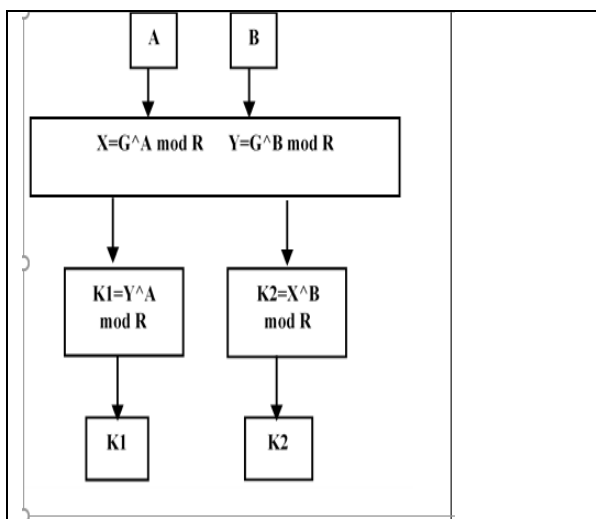 A B
X=G^A mod R Y=G^B mod R
K1=Y^A
mod R
K2=X^B
mod R
K1 K2